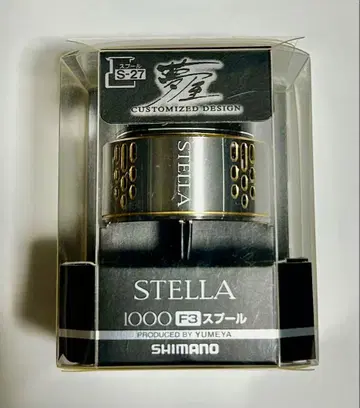 スプール
S-27
夢屋
CUSTOMIZED DESIGN
STELLA
STELLA
1000 F3 スプール
PRODUCED BY YUMEYA
SHIMANO